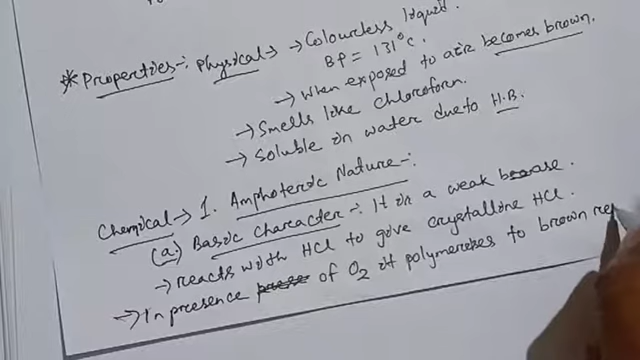 *Properties-: Physical → → Colourless liquid.
BP = 131°C.
→ When exposed to air becomes brown.
→ Smells like chloroform.
→ Soluble in water due to H.B.
Chemical → 1. Amphoteric Nature-:
(a.) Basic character-: It is a weak base.
→ reacts with HCl to give crystalline HCl.
→ In presence of O₂ it polymerizes to brown re